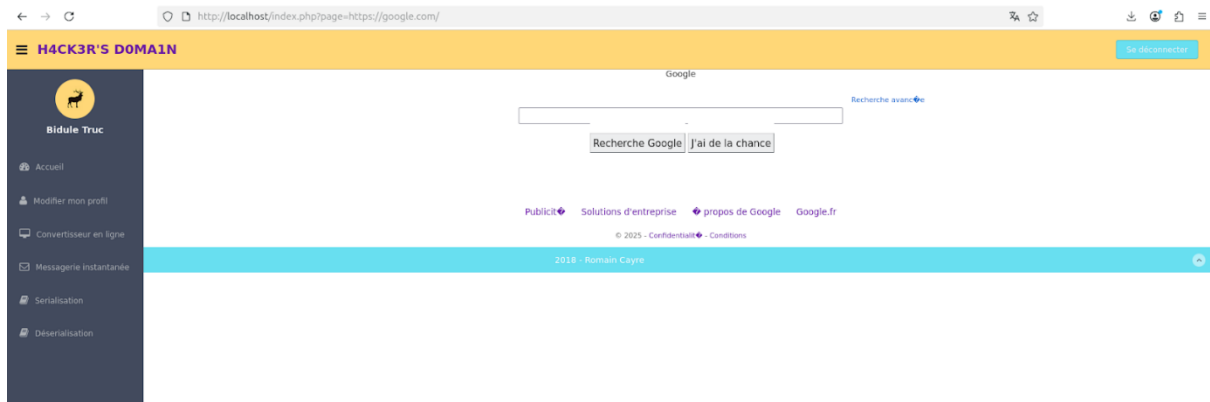 http://localhost/index.php?page=https://google.com/
H4CK3R'S D0MA1N
Se déconnecter
Bidule Truc
Accueil
Modifier mon profil
Convertisseur en ligne
Messagerie instantanée
Serialisation
Déserialisation
Google
Recherche avanc�e
Recherche Google J'ai de la chance
Publicit� Solutions d'entreprise � propos de Google Google.fr
© 2025 - Confidentialit� - Conditions
2018 - Romain Cayre